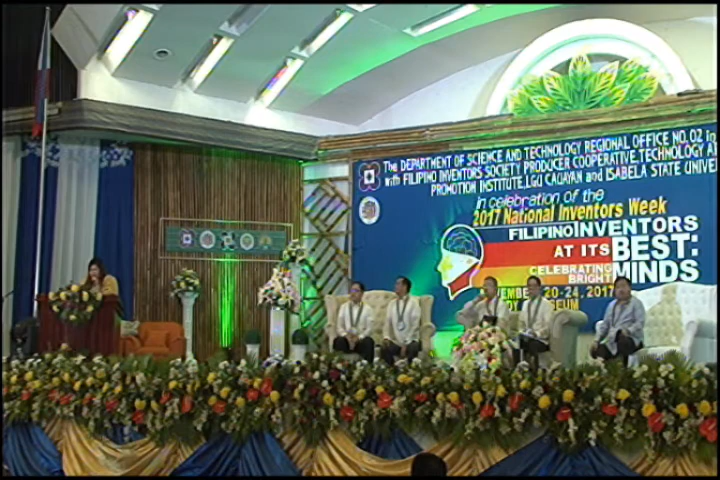 The DEPARTMENT OF SCIENCE AND TECHNOLOGY REGIONAL OFFICE NO.02 in
with FILIPINO INVENTORS SOCIETY PRODUCER COOPERATIVE, TECHNOLOGY
PROMOTION INSTITUTE, LGU CAUAYAN and ISABELA STATE
in celebration of the
2017 National Inventors Week
FILIPINO INVENTORS
AT ITS BEST:
CELEBRATING
BRIGHT MINDS
20-24, 2017